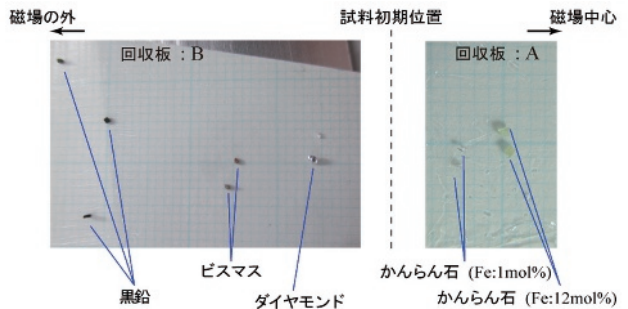 磁場の外
試料初期位置
磁場中心
回収板 : B
回収板 : A
黒鉛
ビスマス
ダイヤモンド
かんらん石 (Fe:1mol%)
かんらん石 (Fe:12mol%)